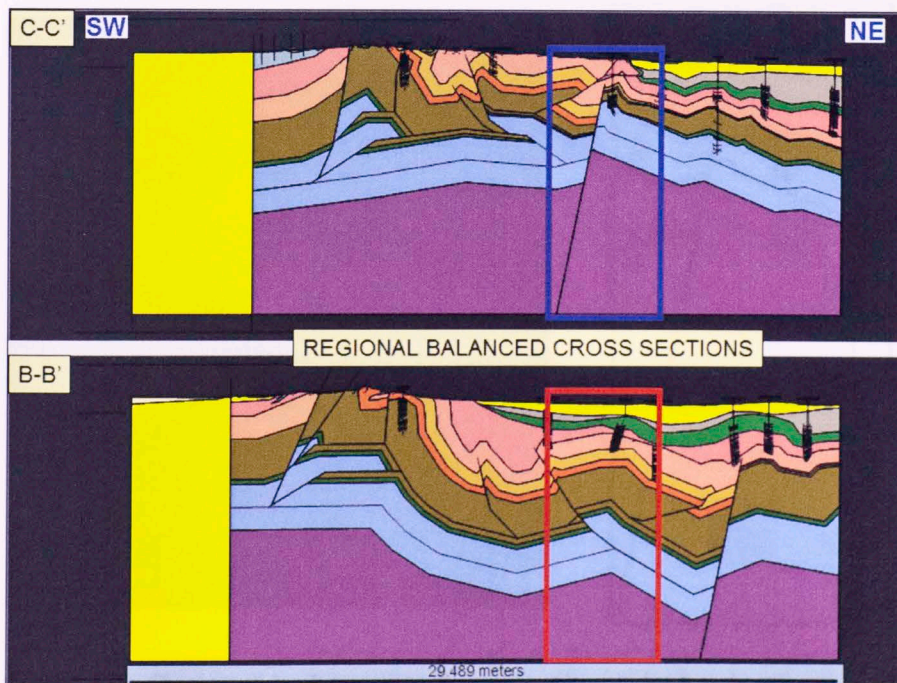 C-C'
SW
NE
REGIONAL BALANCED CROSS SECTIONS
B-B'
29.489 meters